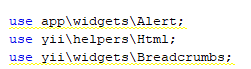 use app\widgets\Alert;
use yii\helpers\Html;
use yii\widgets\Breadcrumbs;